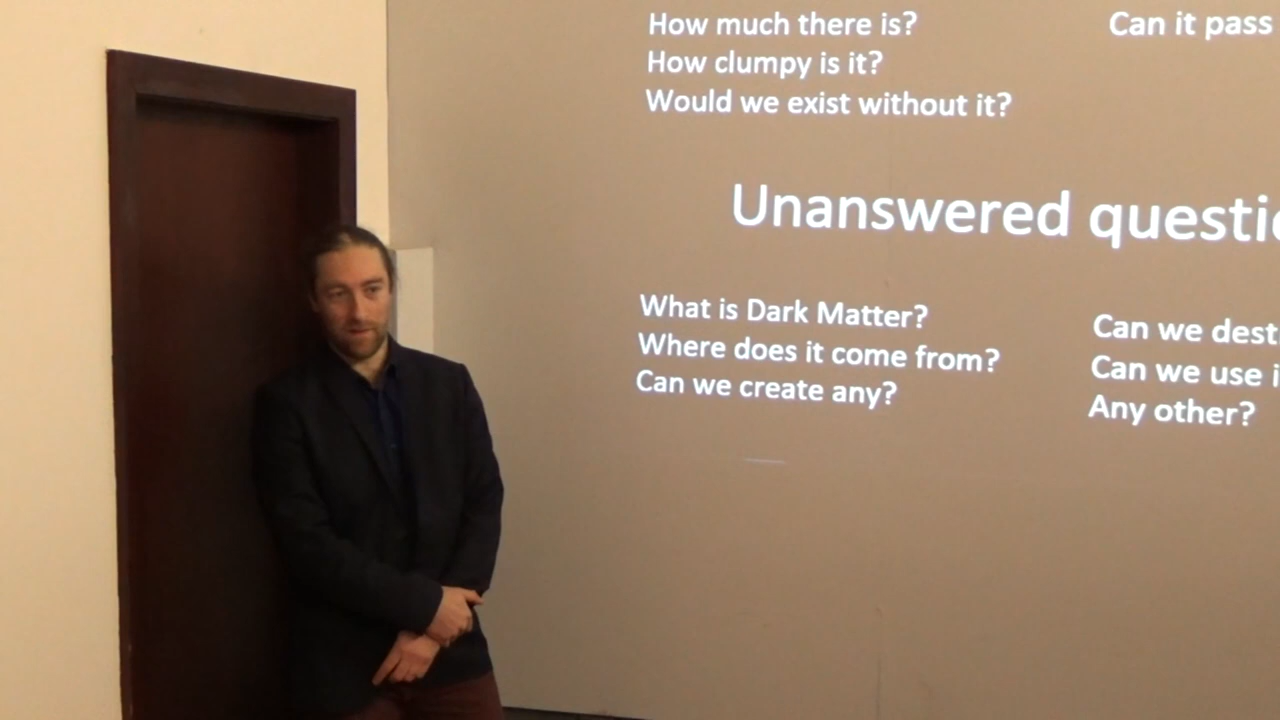 How much there is?
How clumpy is it?
Would we exist without it?
Can it pass
Unanswered
What is Dark Matter?
Where does it come from?
Can we create any?
Can we
Can we use
Any other?